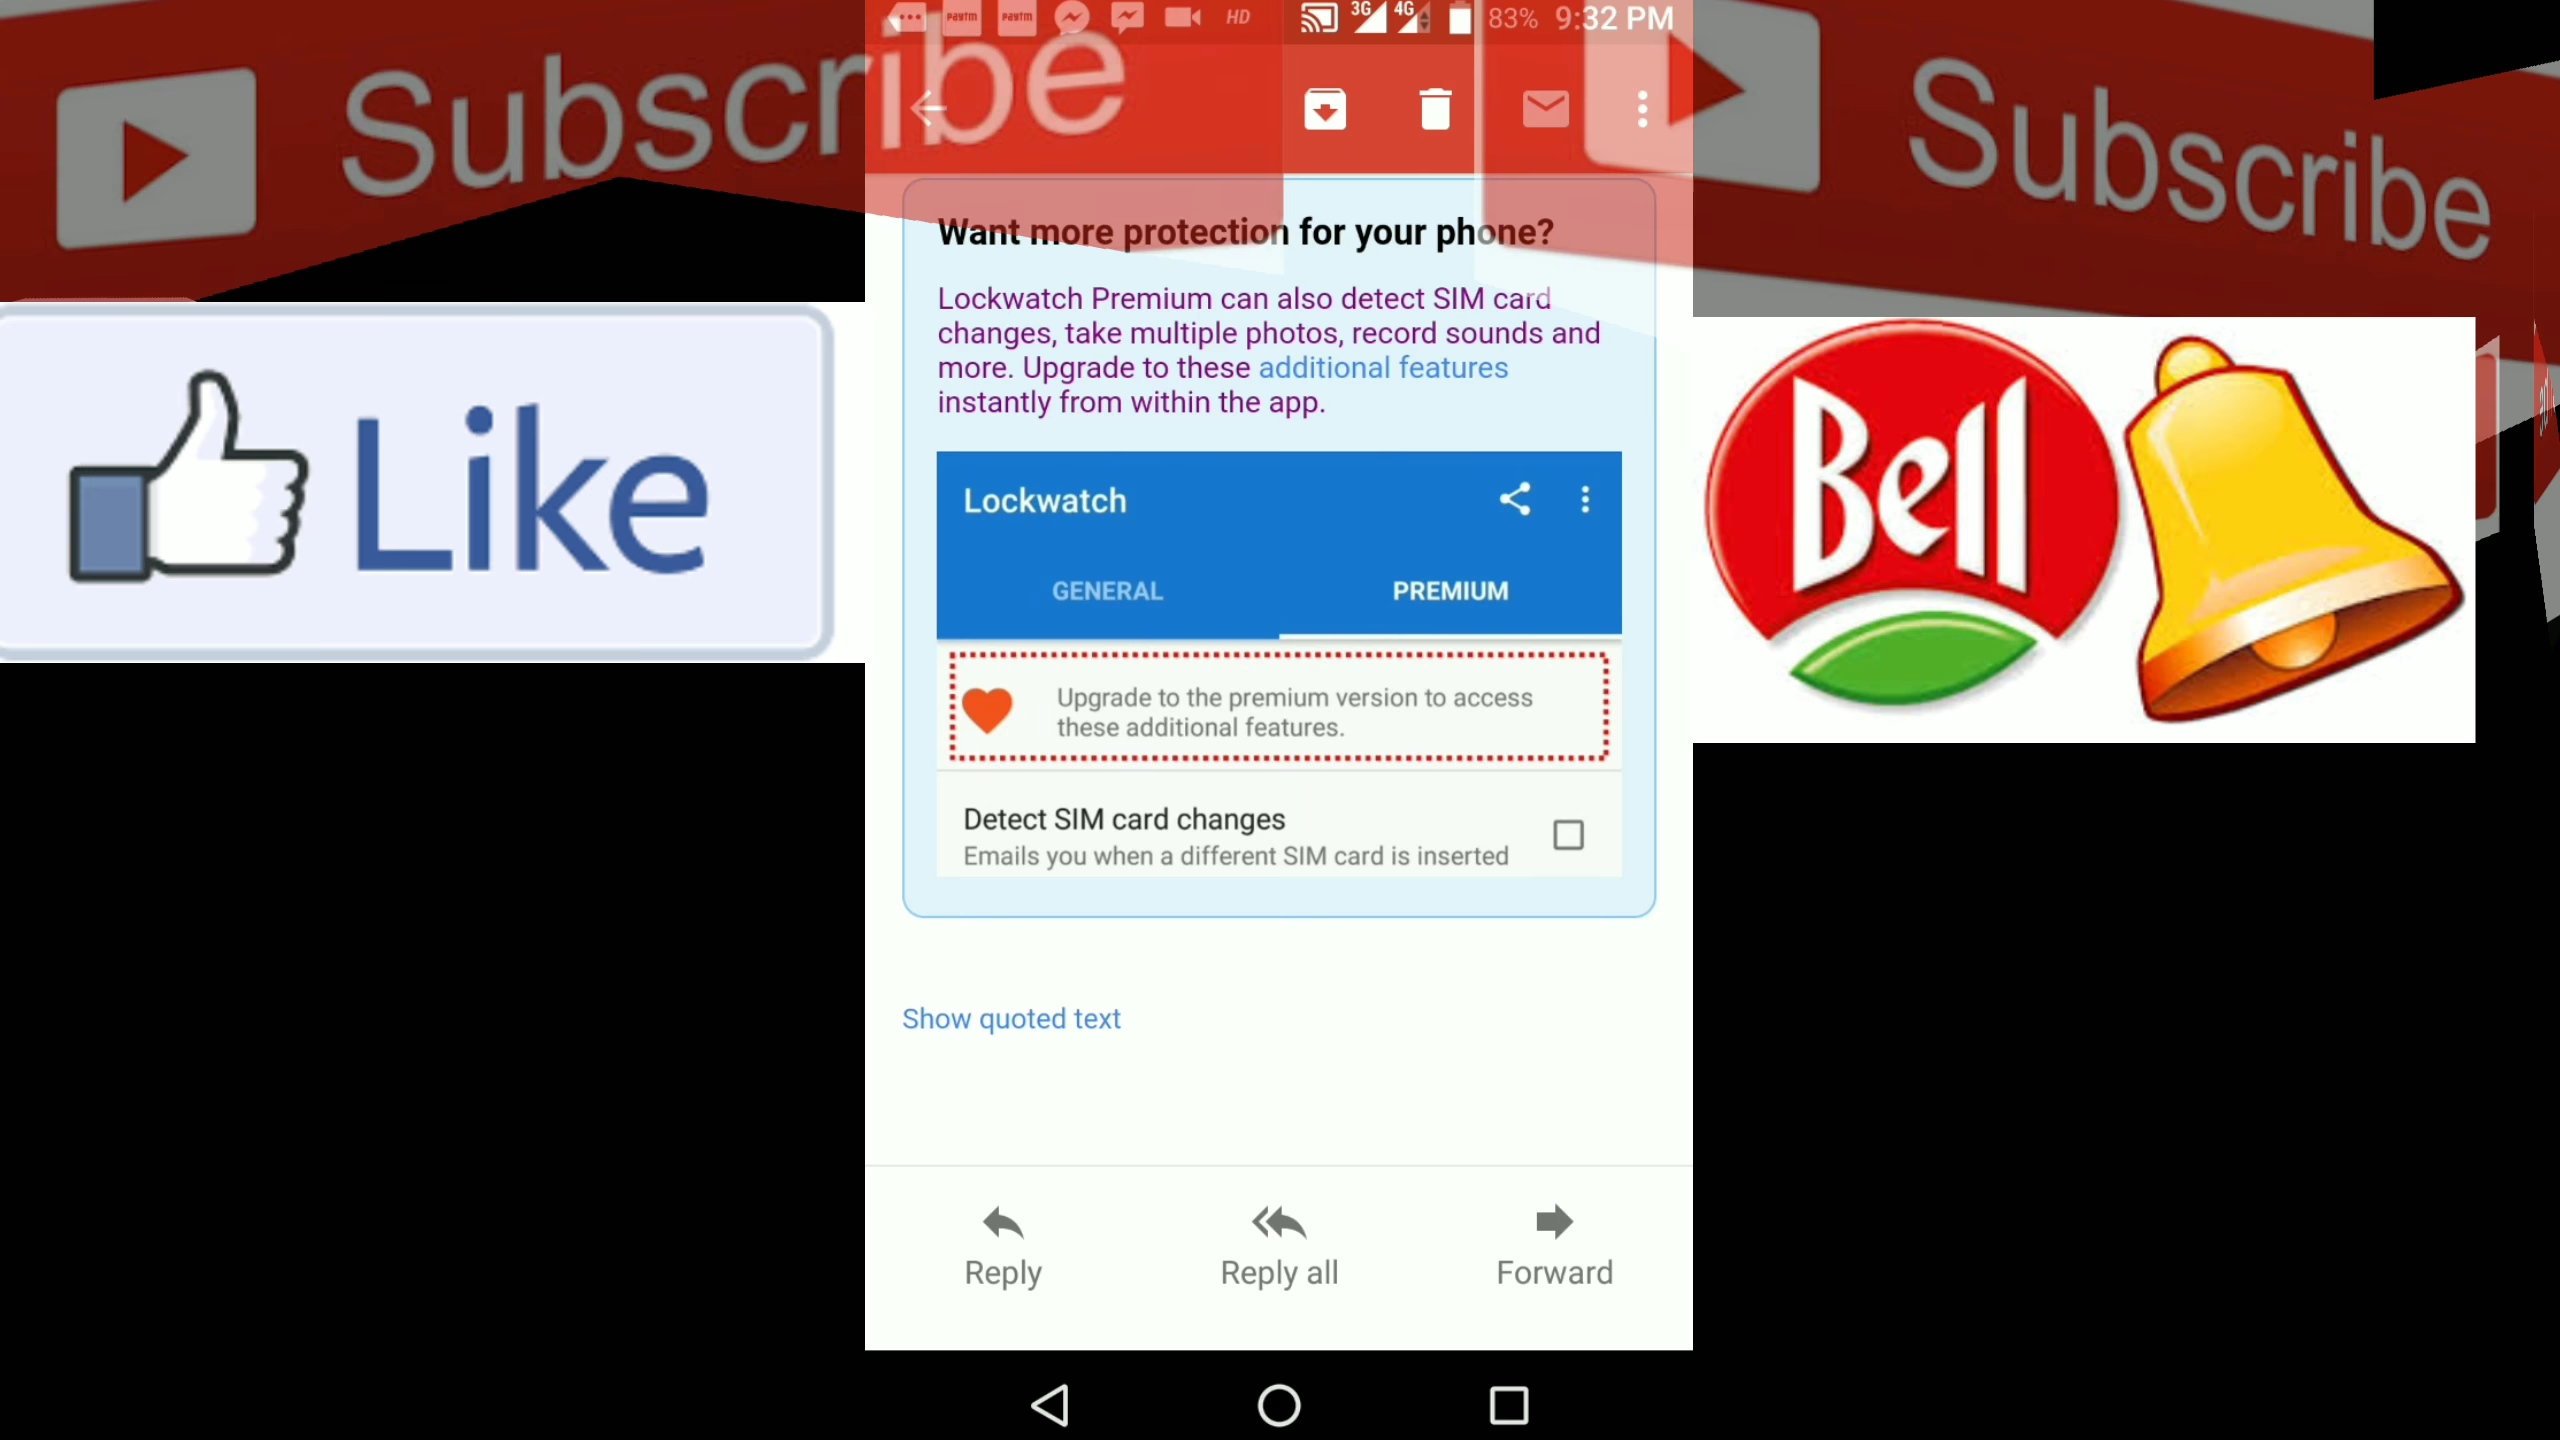 Paytm Paytm HD 3G 4G 83% 9:32 PM
Subscribe
Subscribe
Want more protection for your phone?
Lockwatch Premium can also detect SIM card
changes, take multiple photos, record sounds and
more. Upgrade to these additional features
instantly from within the app.
Like
Bell
Lockwatch
GENERAL PREMIUM
Upgrade to the premium version to access
these additional features.
Detect SIM card changes
Emails you when a different SIM card is inserted
Show quoted text
Reply Reply all Forward